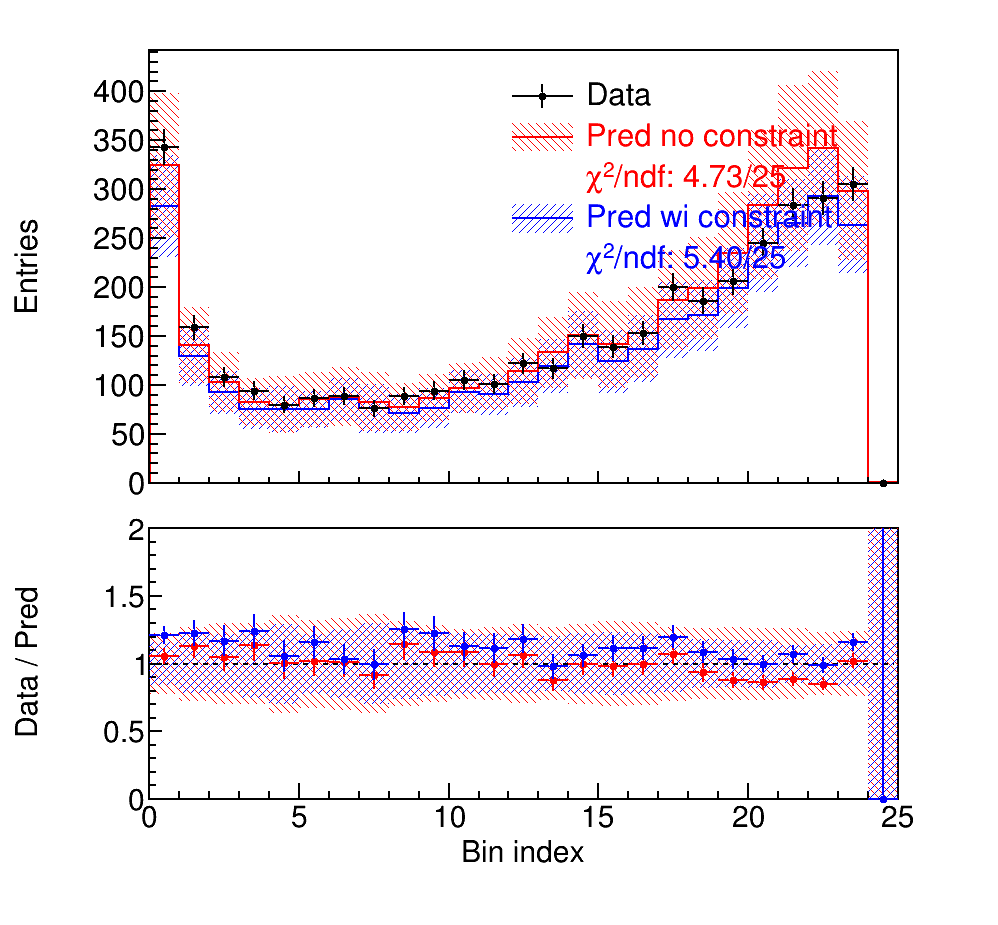 Entries
400
350
300
250
200
150
100
50
0
Data
Pred no constraint
χ²/ndf: 4.73/25
Pred wi constraint
χ²/ndf: 5.40/25
Data / Pred
2
1.5
1
0.5
0
0 5 10 15 20 25
Bin index